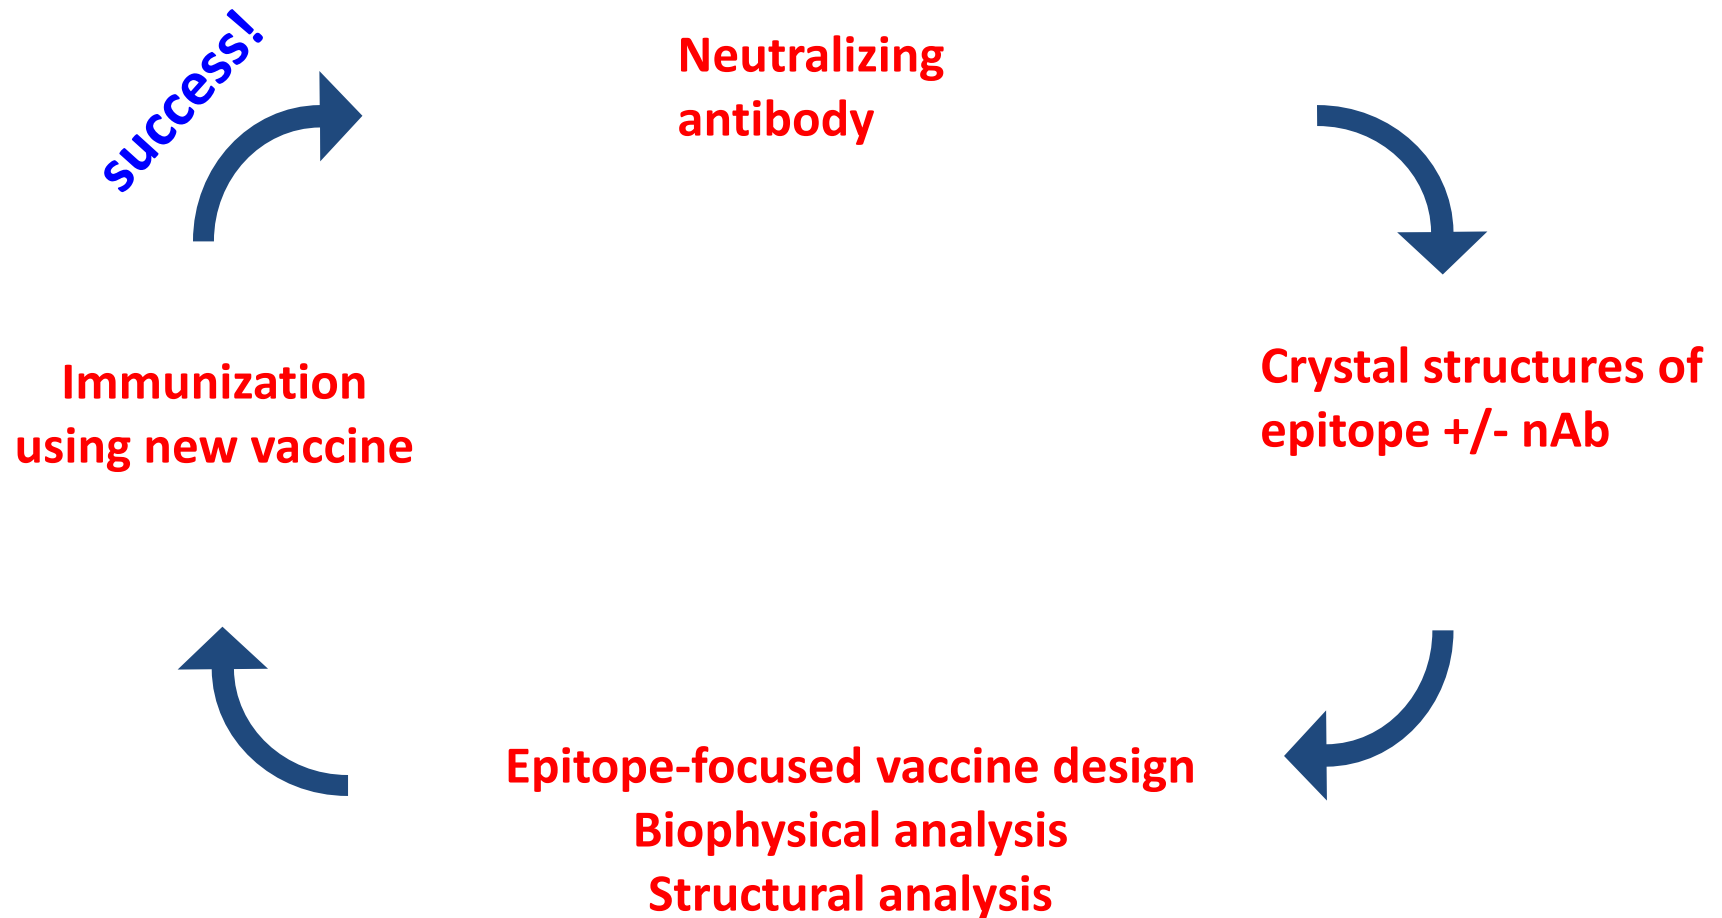 success!
Neutralizing
antibody
Crystal structures of
epitope +/- nAb
Immunization
using new vaccine
Epitope-focused vaccine design
Biophysical analysis
Structural analysis